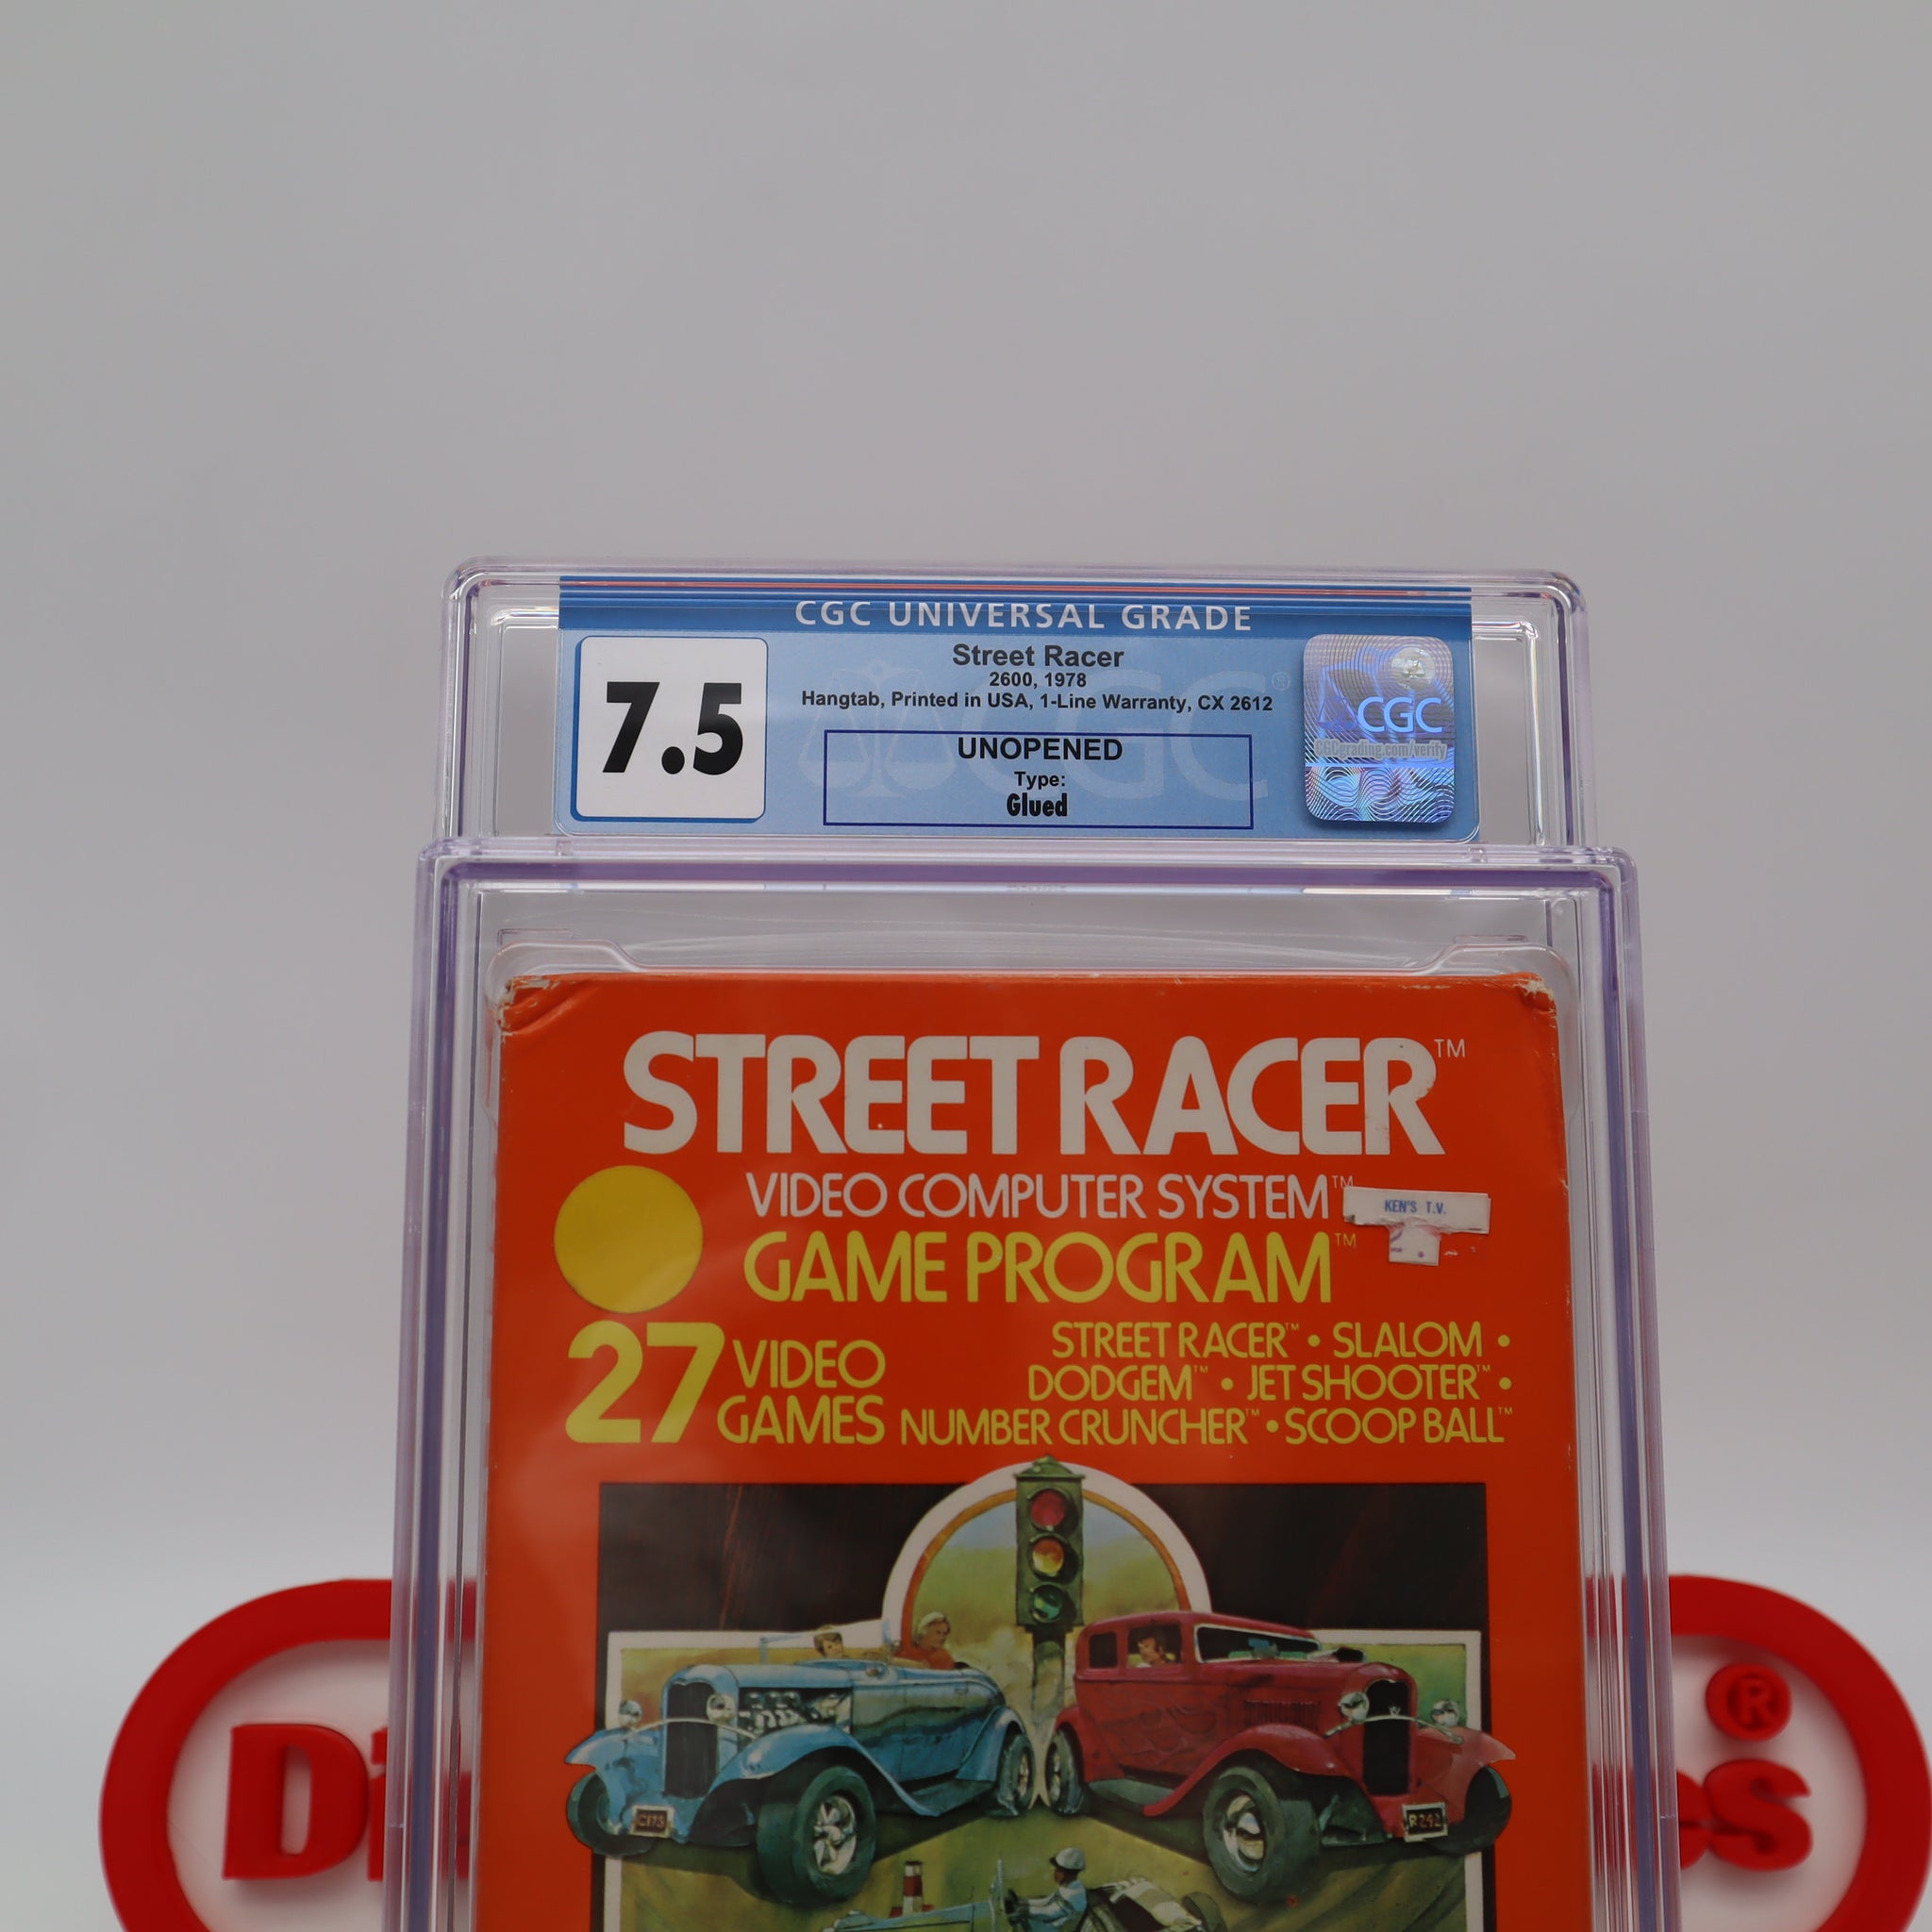 CGC UNIVERSAL GRADE
7.5
Street Racer
2600, 1978
Hangtab, Printed in USA, 1-Line Warranty, CX 2612
UNOPENED
Type:
Glued
CGC
CGCgrading.com/verify
STREET RACER™
VIDEO COMPUTER SYSTEM™
KEN'S T.V.
GAME PROGRAM™
27 VIDEO GAMES
STREET RACER™ • SLALOM •
DODGEM™ • JET SHOOTER™ •
NUMBER CRUNCHER™ • SCOOP BALL™
®